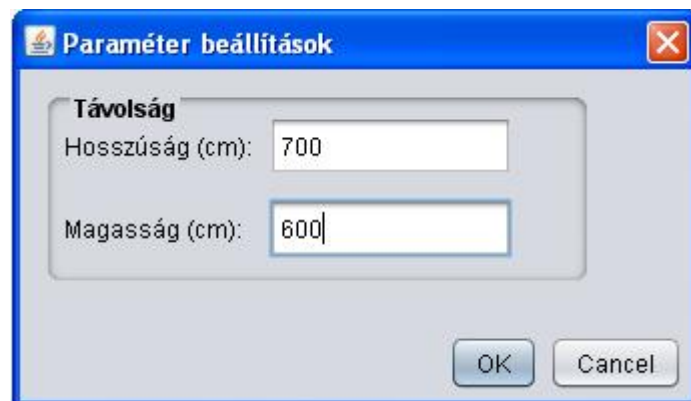 Paraméter beállítások
Távolság
Hosszúság (cm): 700
Magasság (cm): 600
OK Cancel